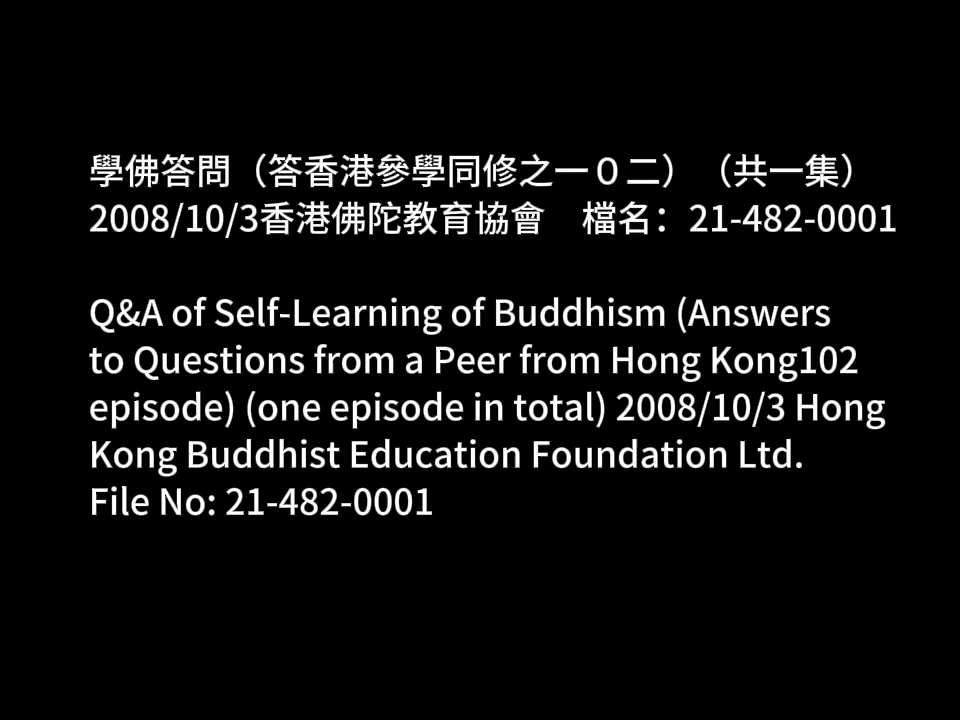 學佛答問（答香港參學同修之一０二）（共一集）
2008/10/3香港佛陀教育協會　檔名：21-482-0001
Q&A of Self-Learning of Buddhism (Answers
to Questions from a Peer from Hong Kong102
episode) (one episode in total) 2008/10/3 Hong
Kong Buddhist Education Foundation Ltd.
File No: 21-482-0001